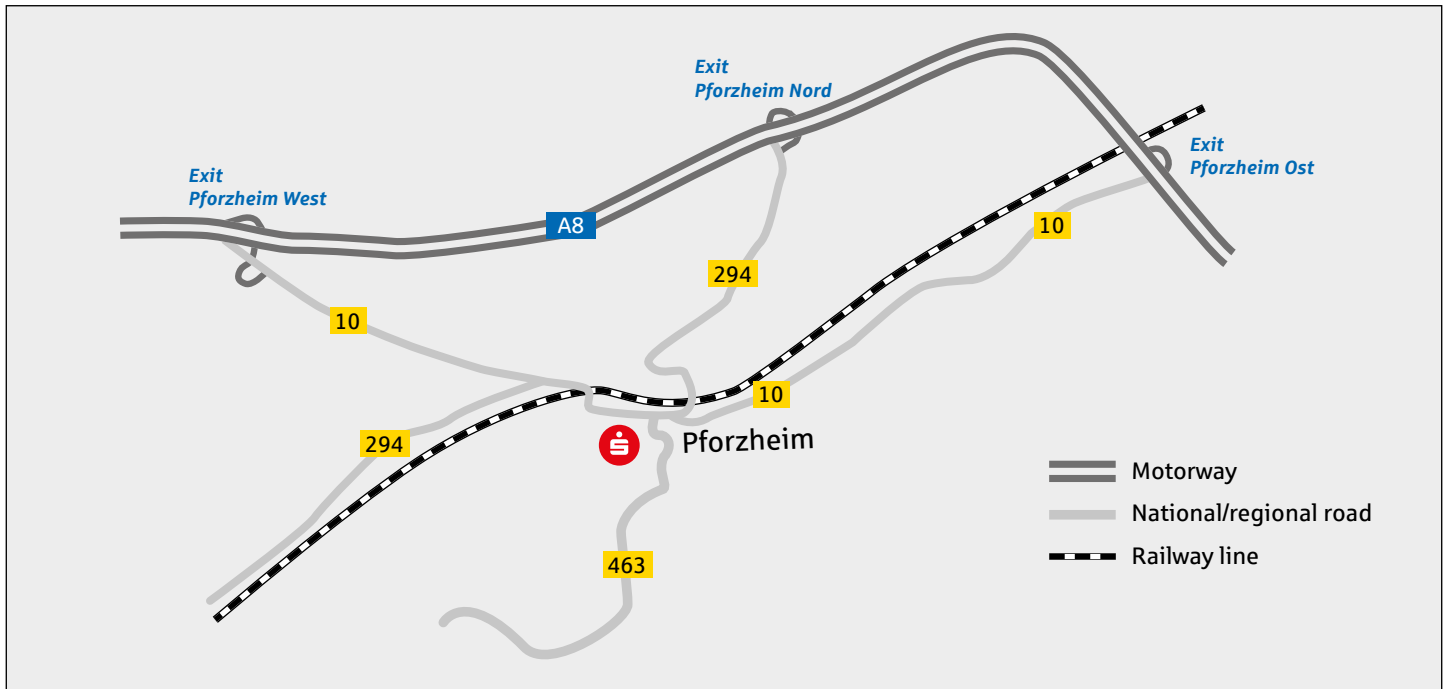 Exit
Pforzheim Nord
Exit
Pforzheim Ost
Exit
Pforzheim West
A8
10
294
10
10
294
Pforzheim
463
Motorway
National/regional road
Railway line